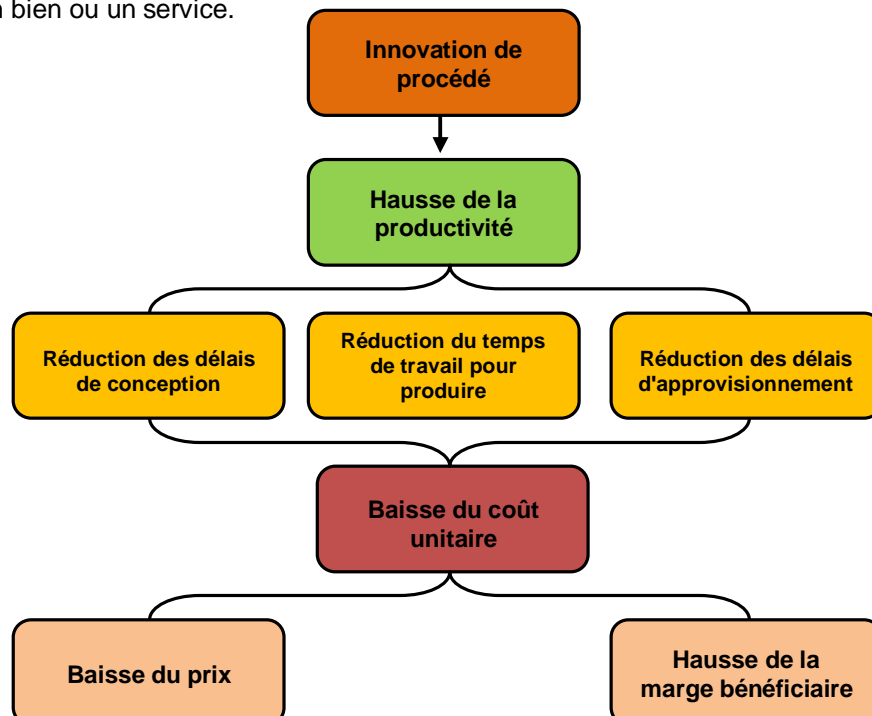 bien ou un service.
Innovation de
procédé
Hausse de la
productivité
Réduction des délais
de conception
Réduction du temps
de travail pour
produire
Réduction des délais
d'approvisionnement
Baisse du coût
unitaire
Baisse du prix
Hausse de la
marge bénéficiaire